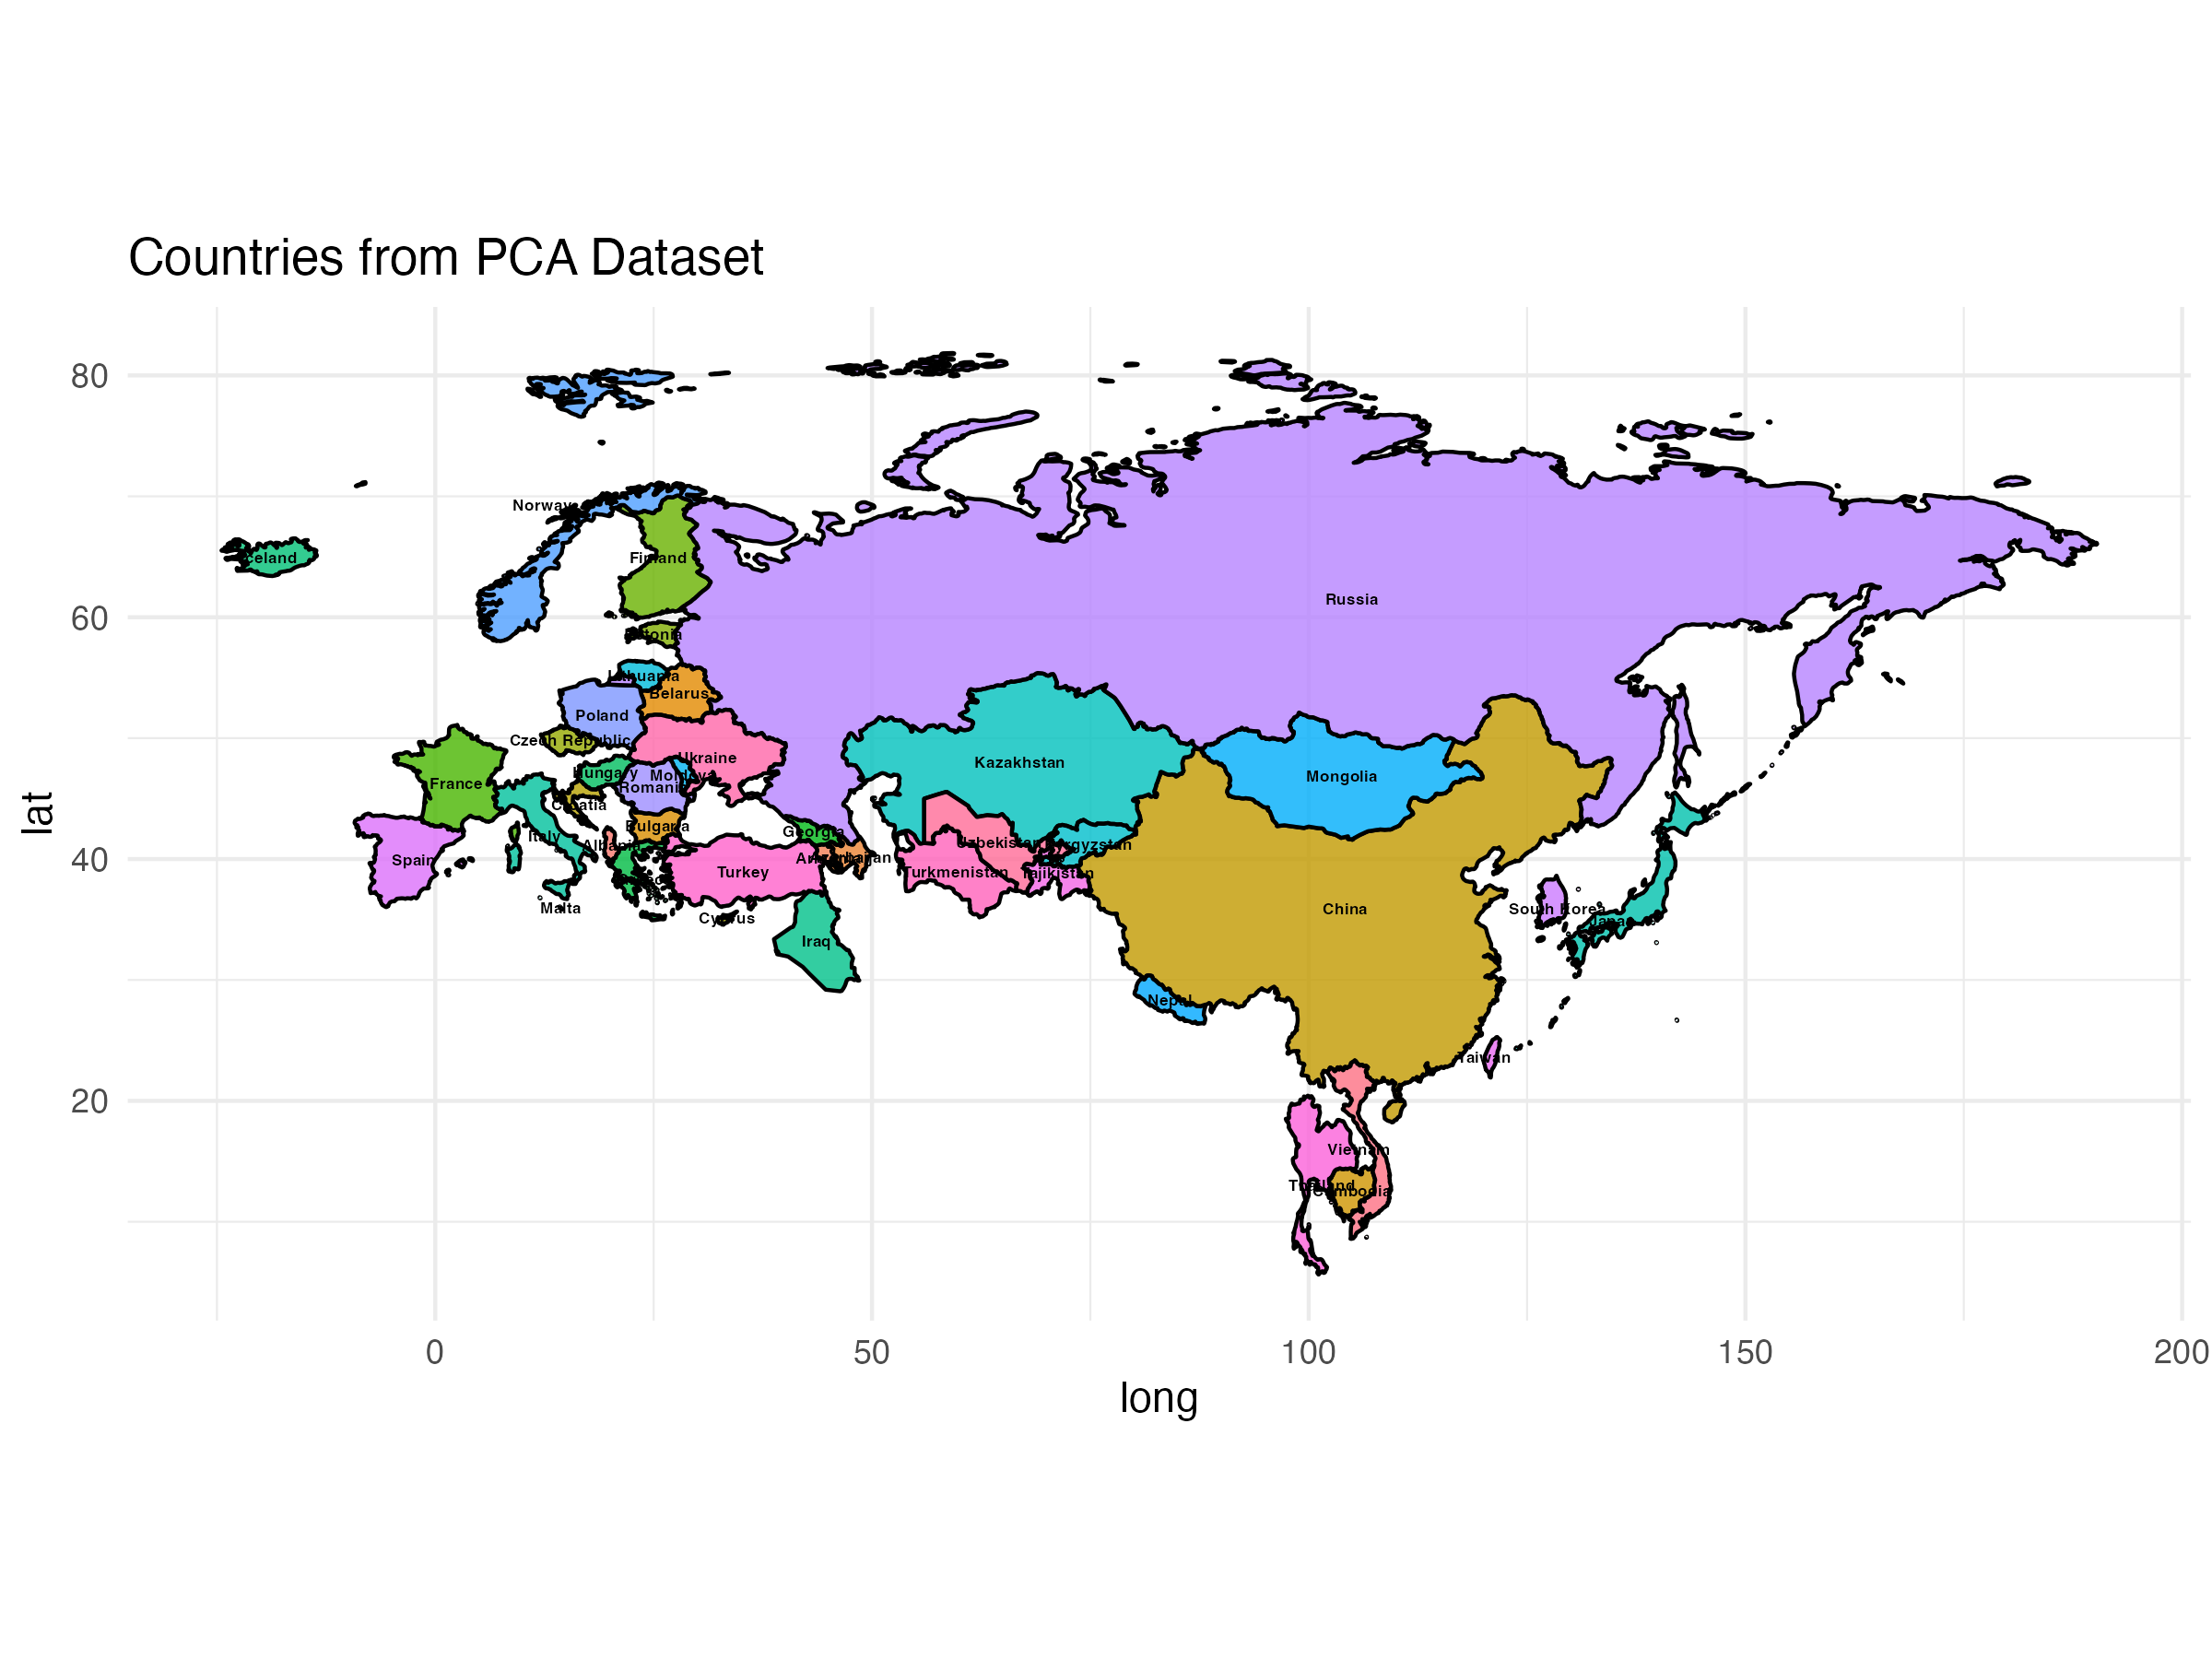 Countries from PCA Dataset
80
60
40
20
lat
Norway
Iceland
Finland
Russia
Estonia
Lithuania
Belarus
Poland
Czech Republic
Ukraine
Kazakhstan
Hungary
Moldova
Mongolia
France
Romania
Croatia
Bulgaria
Georgia
Italy
Albania
Uzbekistan
Kyrgyzstan
Spain
Azerbaijan
Turkey
Turkmenistan
Tajikistan
Malta
China
South Korea
Cyprus
Japan
Iraq
Nepal
Taiwan
Vietnam
Thailand
Cambodia
0
50
100
150
200
long